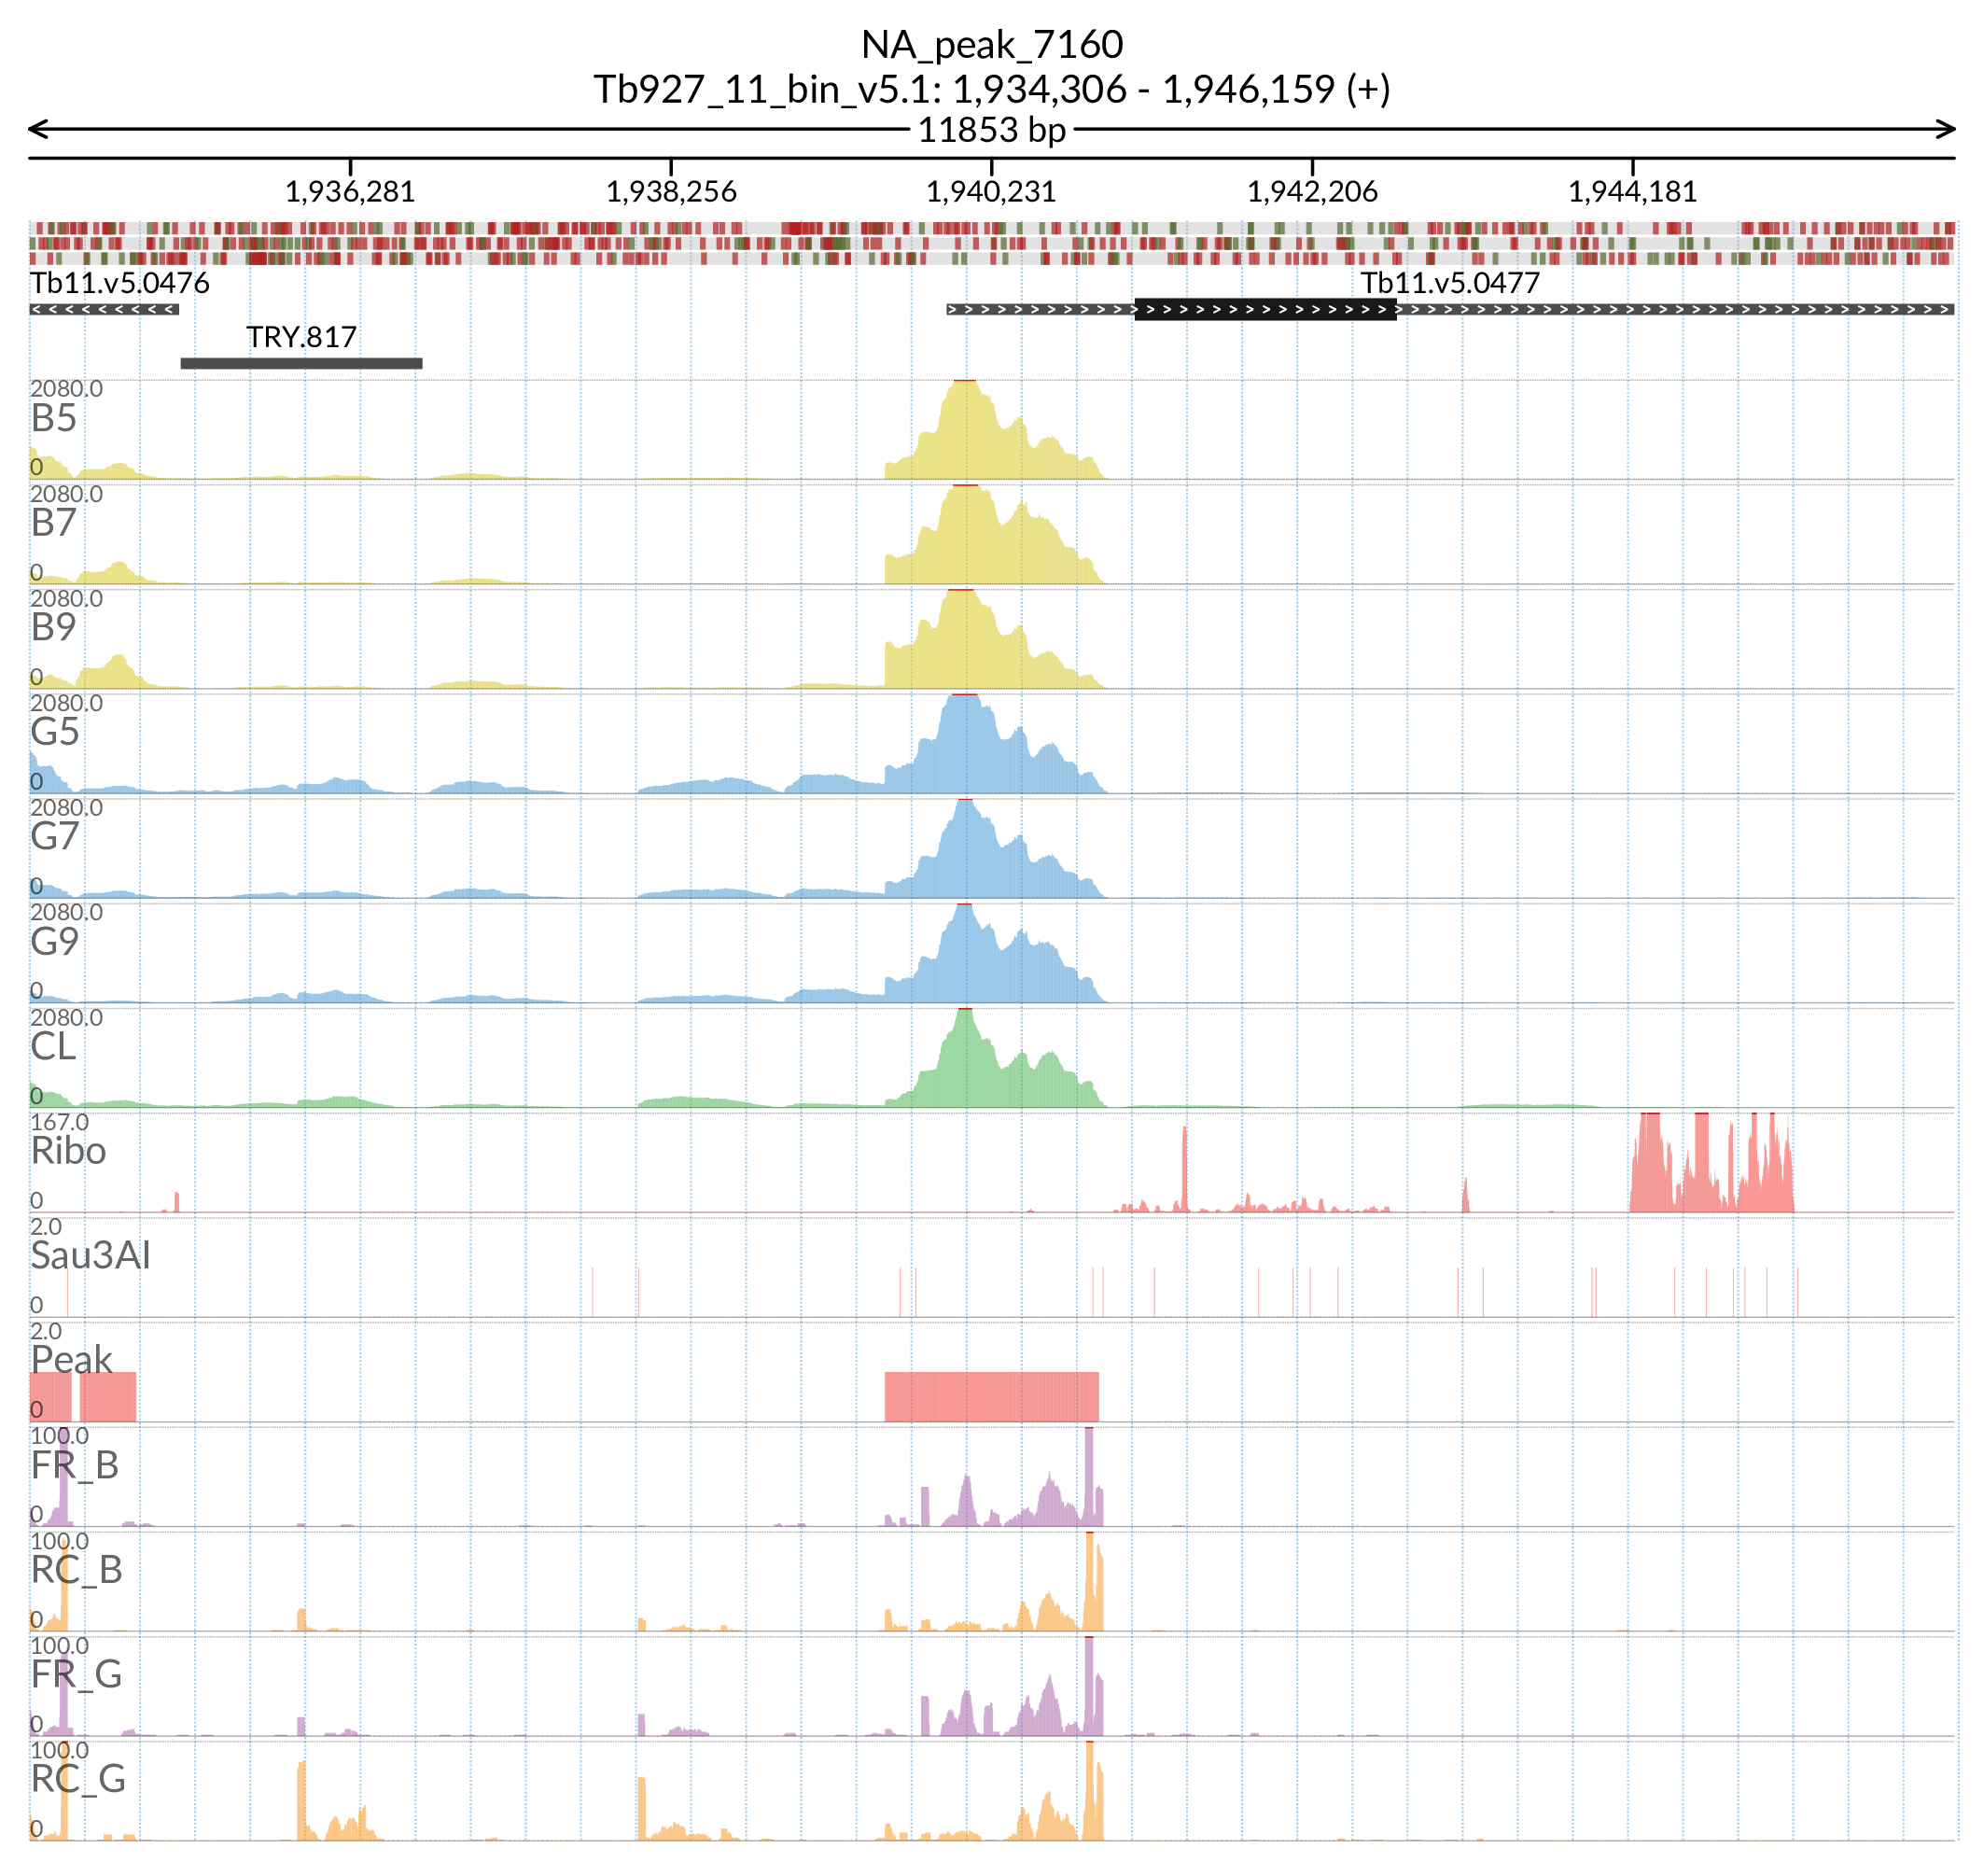 NA_peak_7160
Tb927_11_bin_v5.1: 1,934,306 - 1,946,159 (+)
11853 bp
1,936,281 1,938,256 1,940,231 1,942,206 1,944,181
Tb11.v5.0476 Tb11.v5.0477
TRY.817
2080.0
B5
0
2080.0
B7
0
2080.0
B9
0
2080.0
G5
0
2080.0
G7
0
2080.0
G9
0
2080.0
CL
0
167.0
Ribo
0
2.0
Sau3AI
0
2.0
Peak
0
100.0
FR_B
0
100.0
RC_B
0
100.0
FR_G
0
100.0
RC_G
0